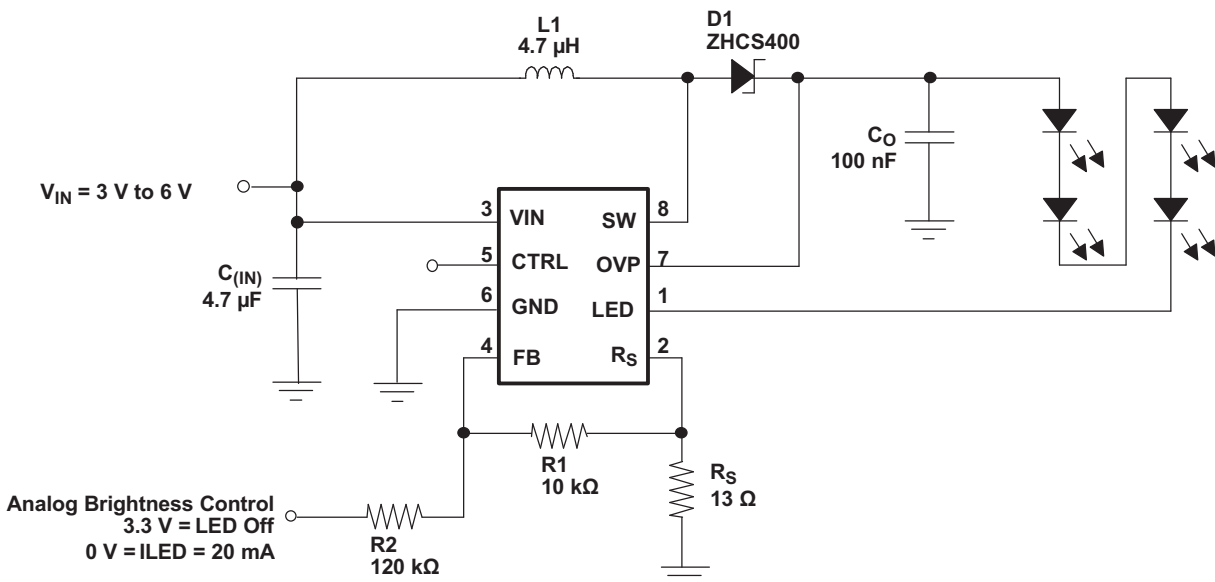 L1
4.7 µH
D1
ZHCS400
CO
100 nF
VIN = 3 V to 6 V
C(IN)
4.7 µF
3
VIN
SW
8
5
CTRL
OVP
7
6
GND
LED
1
4
FB
RS
2
R1
10 kΩ
RS
13 Ω
Analog Brightness Control
3.3 V = LED Off
0 V = ILED = 20 mA
R2
120 kΩ